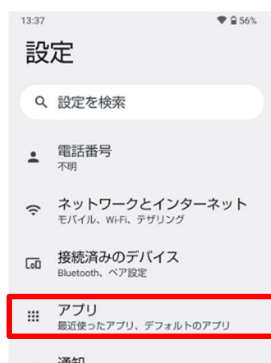 13:37
56%
設定
設定を検索
電話番号
不明
ネットワークとインターネット
モバイル、Wi-Fi、テザリング
接続済みのデバイス
Bluetooth、ペア設定
アプリ
最近使ったアプリ、デフォルトのアプリ
通知